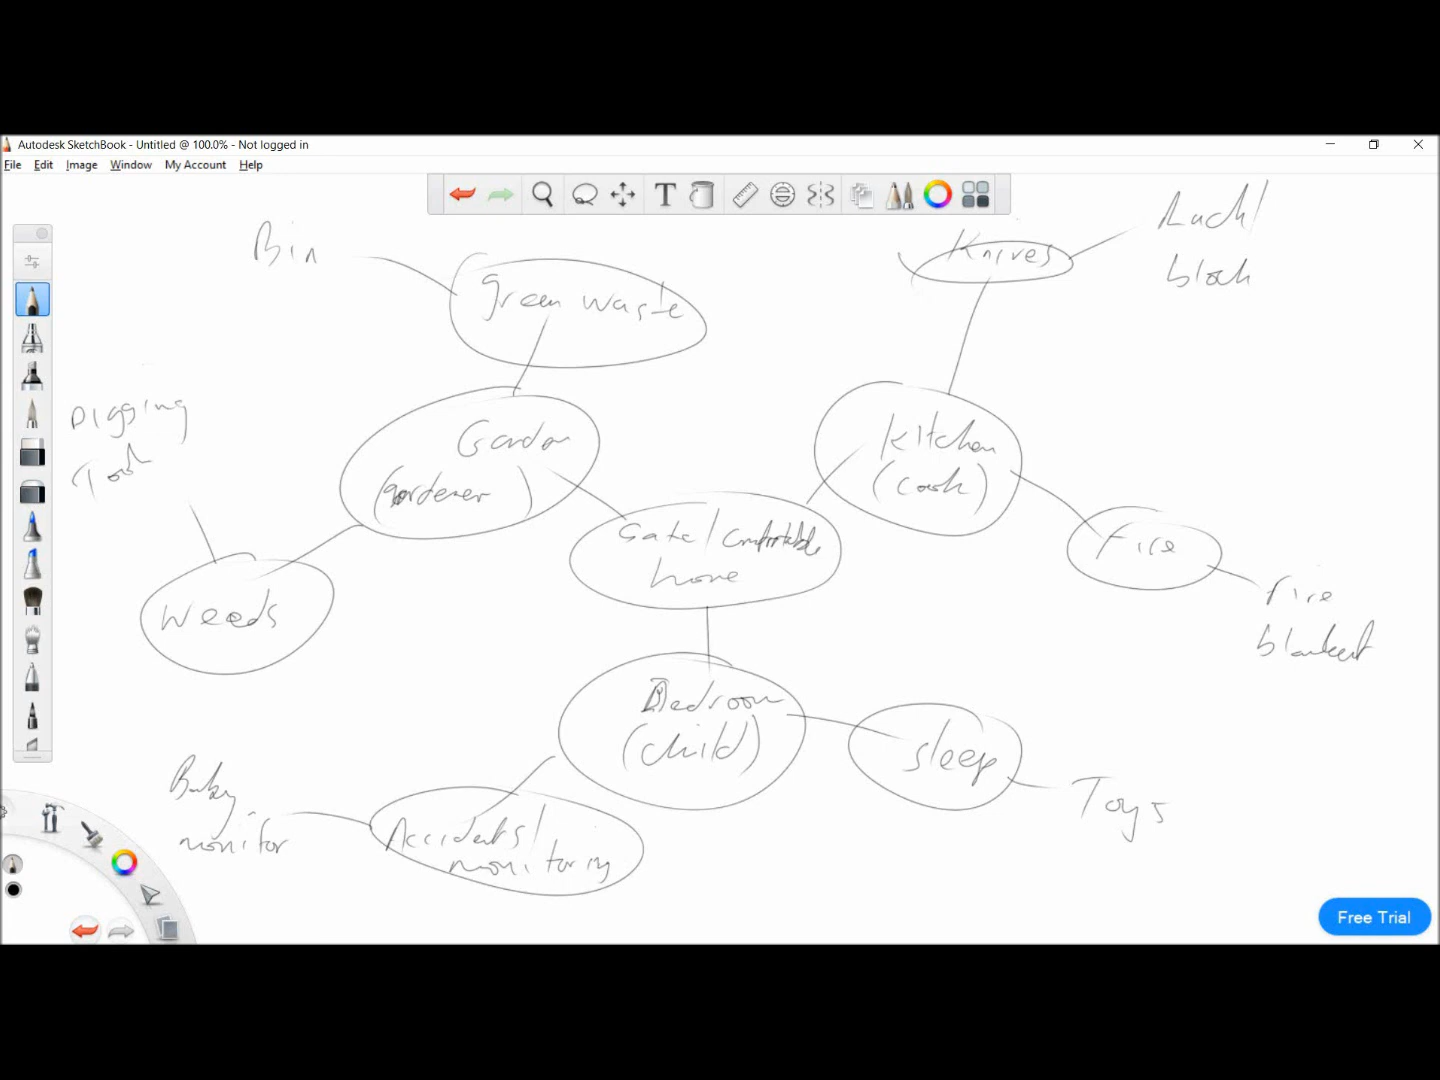 Autodesk SketchBook - Untitled @ 100.0% - Not logged in
File Edit Image Window My Account Help
Bin
green waste
Knives
block
Digging
Tool
Garden
(gardener)
Kitchen
(cook)
Safe/comfortable
home
Fire
Fire
blanket
Weeds
Bedroom
(child)
sleep
Toys
Baby
monitor
Accidents/
monitoring
Free Trial